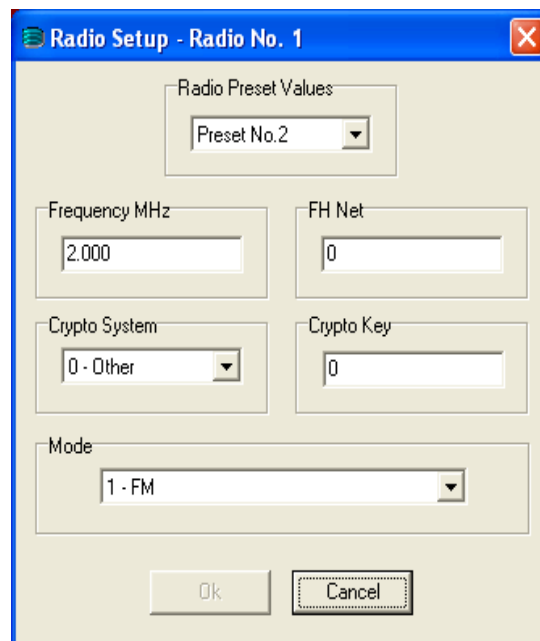 Radio Setup - Radio No. 1
Radio Preset Values
Preset No.2
Frequency MHz
2.000
FH Net
0
Crypto System
0 - Other
Crypto Key
0
Mode
1 - FM
Ok
Cancel